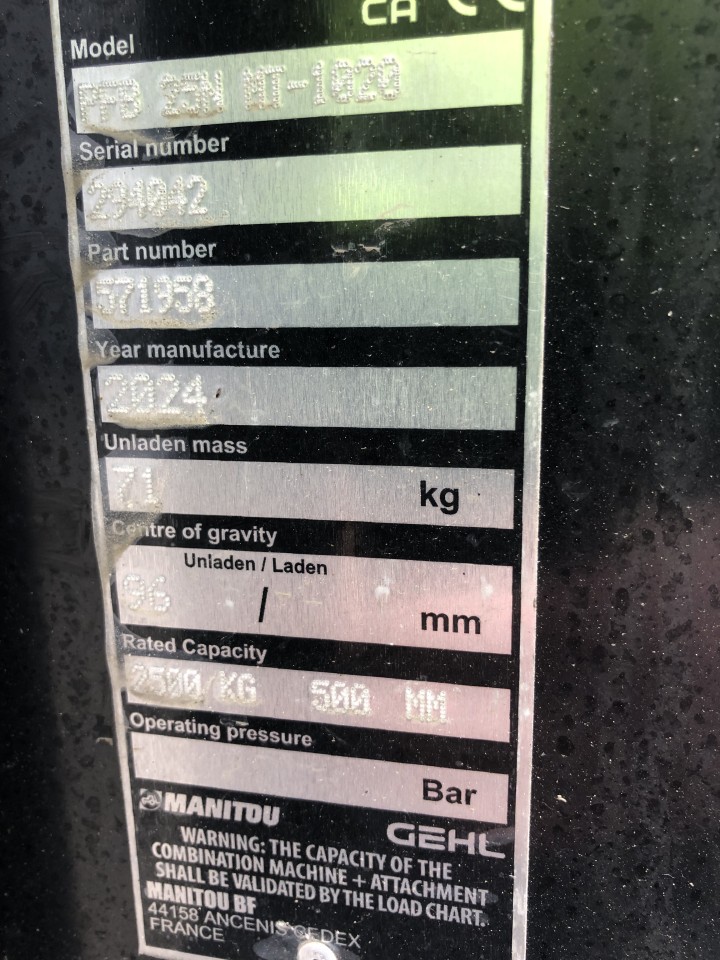 CA CE
Model
PFB 25N MT-1020
Serial number
294042
Part number
571958
Year manufacture
2024
Unladen mass
71 kg
Centre of gravity
Unladen / Laden
96 / -- mm
Rated Capacity
2500 KG 500 MM
Operating pressure
- Bar
MANITOU
GEHL
WARNING: THE CAPACITY OF THE
COMBINATION MACHINE + ATTACHMENT
SHALL BE VALIDATED BY THE LOAD CHART.
MANITOU BF
44158 ANCENIS CEDEX
FRANCE